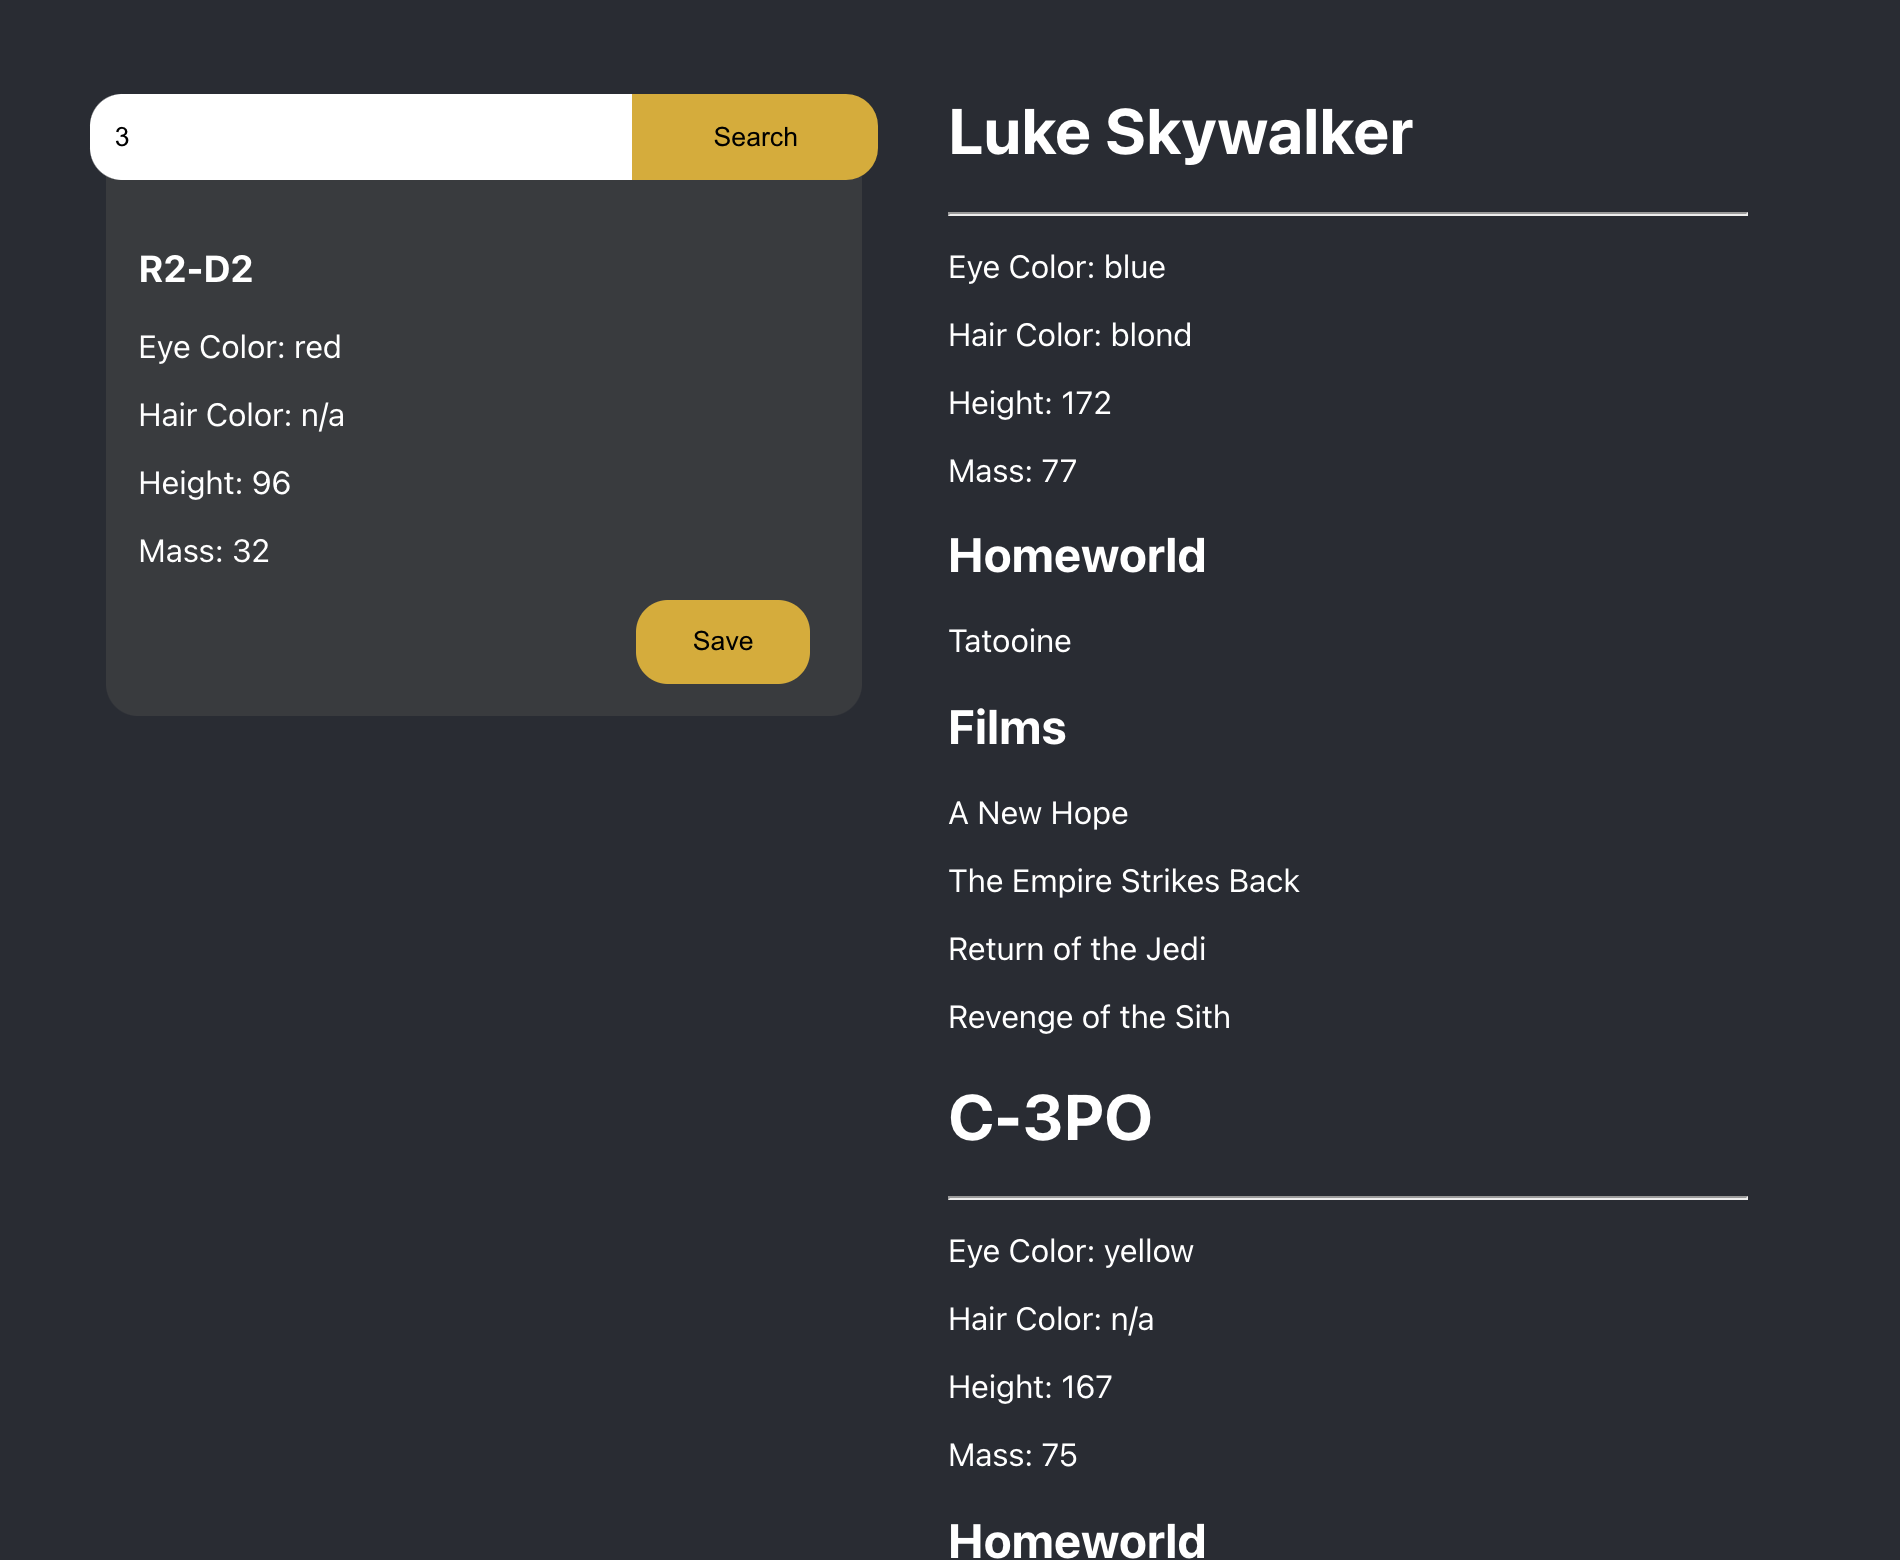 3
Search
R2-D2
Eye Color: red
Hair Color: n/a
Height: 96
Mass: 32
Save
Luke Skywalker
Eye Color: blue
Hair Color: blond
Height: 172
Mass: 77
Homeworld
Tatooine
Films
A New Hope
The Empire Strikes Back
Return of the Jedi
Revenge of the Sith
C-3PO
Eye Color: yellow
Hair Color: n/a
Height: 167
Mass: 75
Homeworld